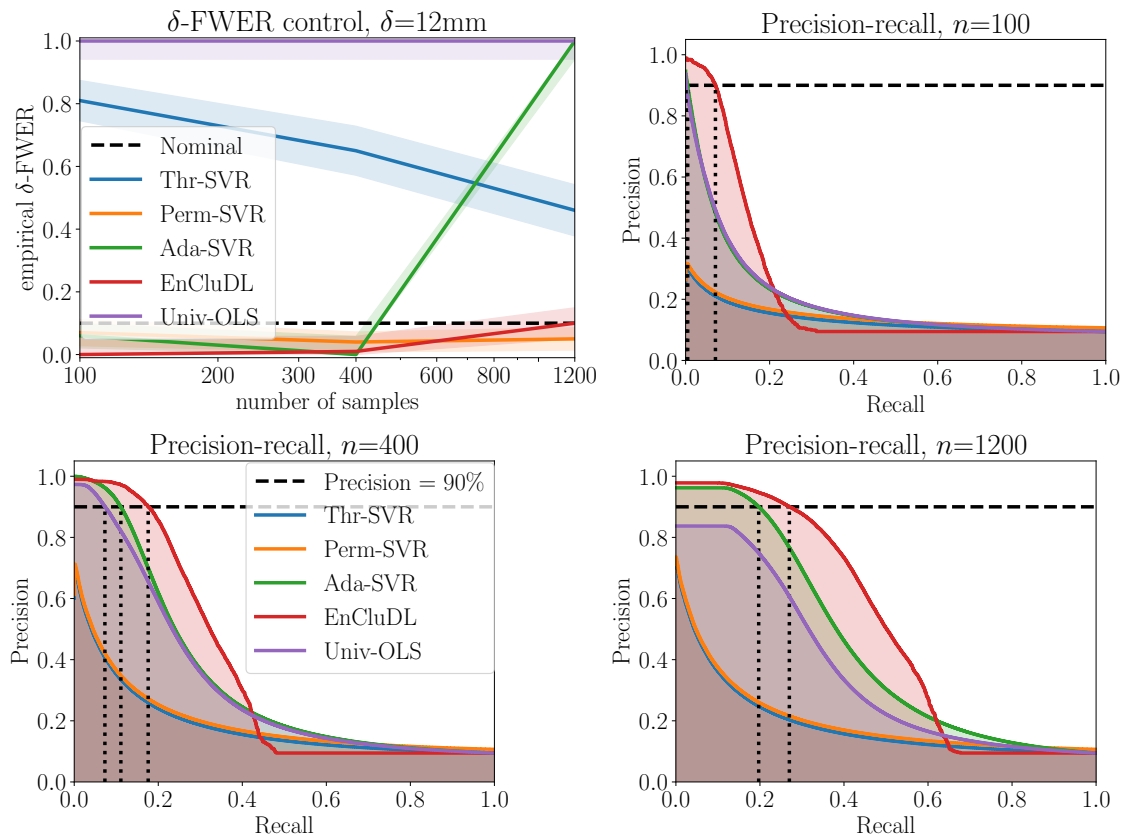 δ-FWER control, δ=12mm
empirical δ-FWER
1.0
0.8
0.6
0.4
0.2
0.0
Nominal
Thr-SVR
Perm-SVR
Ada-SVR
EnCluDL
Univ-OLS
100
200
300
400
600
800
1200
number of samples
Precision-recall, n=100
Precision
1.0
0.8
0.6
0.4
0.2
0.0
0.0
0.2
0.4
0.6
0.8
1.0
Recall
Precision-recall, n=400
Precision
1.0
0.8
0.6
0.4
0.2
0.0
Precision = 90%
Thr-SVR
Perm-SVR
Ada-SVR
EnCluDL
Univ-OLS
0.0
0.2
0.4
0.6
0.8
1.0
Recall
Precision-recall, n=1200
Precision
1.0
0.8
0.6
0.4
0.2
0.0
0.0
0.2
0.4
0.6
0.8
1.0
Recall